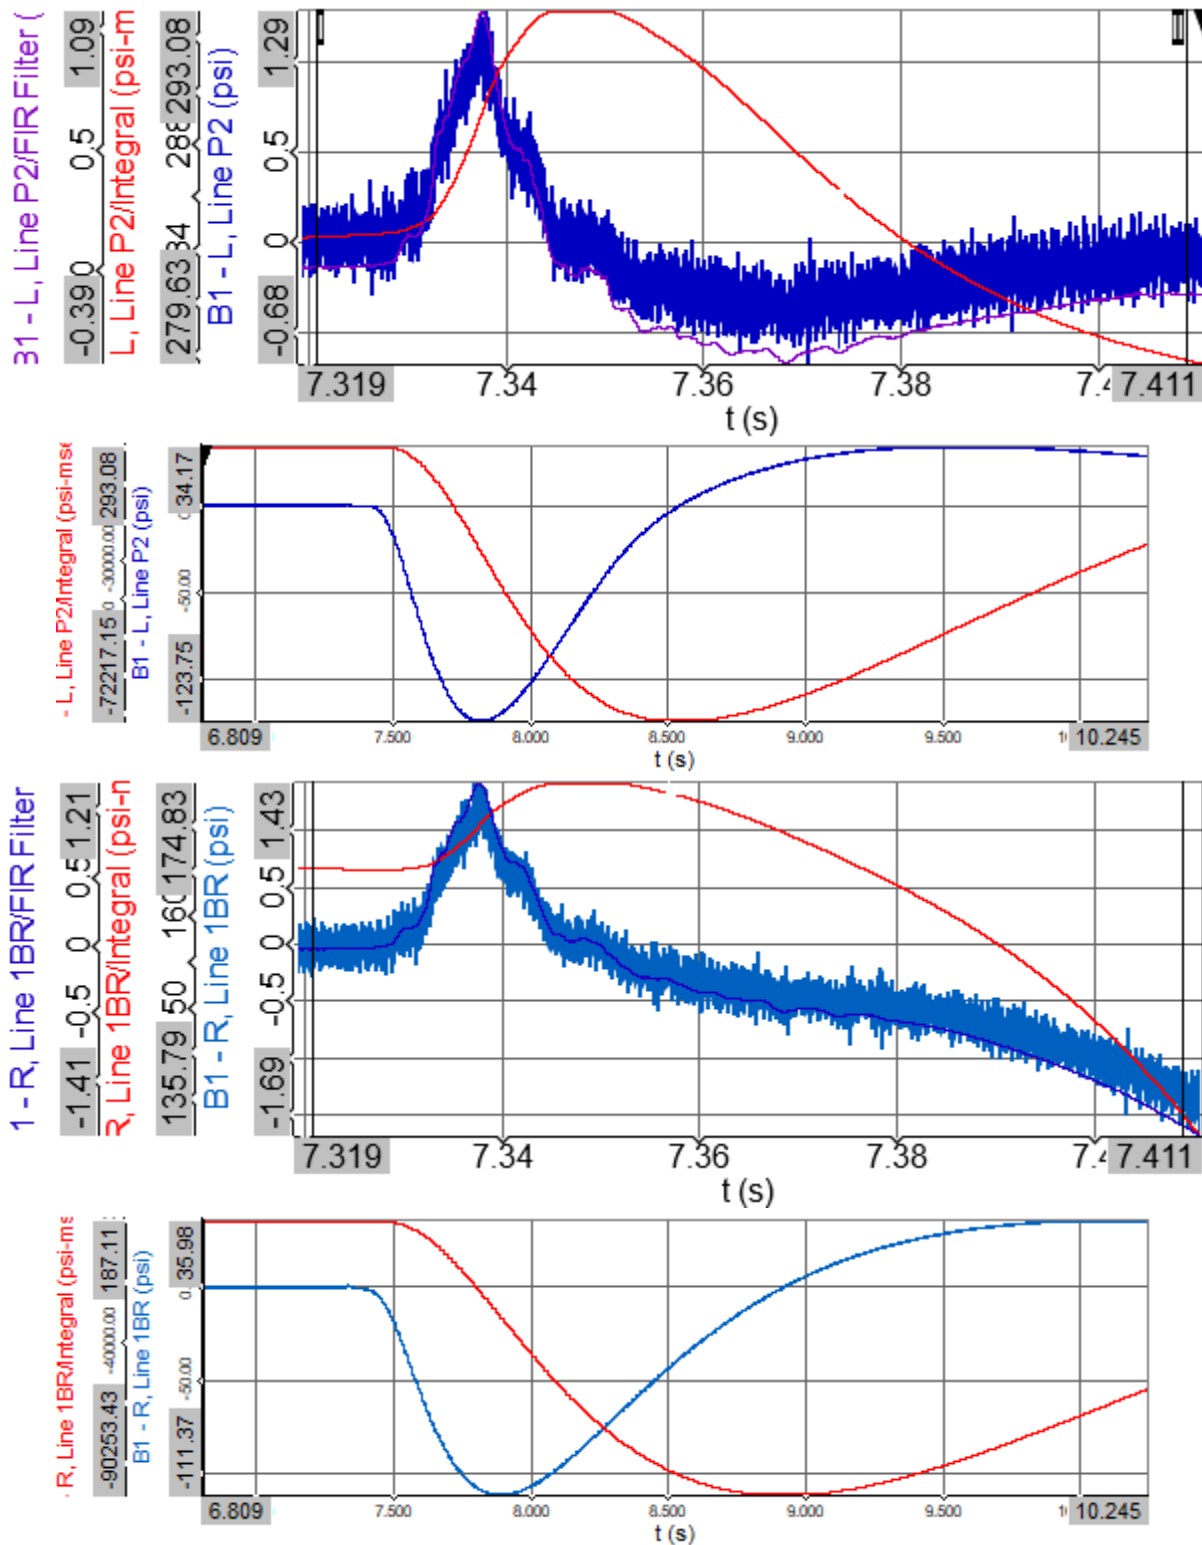 B1 - L, Line P2/FIR Filter (
-0.39 0 0.5 1.09
L, Line P2/Integral (psi-m
279.63 293.08
B1 - L, Line P2 (psi)
-0.68 0 0.5 1.29
7.319 7.34 7.36 7.38 7.411
t (s)
- L, Line P2/Integral (psi-mse
-72217.15 -30000.00 293.08
B1 - L, Line P2 (psi)
-123.75 -50.00 34.17
6.809 7.500 8.000 8.500 9.000 9.500 10.245
t (s)
1 - R, Line 1BR/FIR Filter
-1.41 -0.5 0 0.5 1.21
R, Line 1BR/Integral (psi-n
135.79 50 174.83
B1 - R, Line 1BR (psi)
-1.69 -0.5 0 0.5 1.43
7.319 7.34 7.36 7.38 7.411
t (s)
- R, Line 1BR/Integral (psi-ms
-90253.43 -40000.00 187.11
B1 - R, Line 1BR (psi)
-111.37 -50.00 35.98
6.809 7.500 8.000 8.500 9.000 9.500 10.245
t (s)